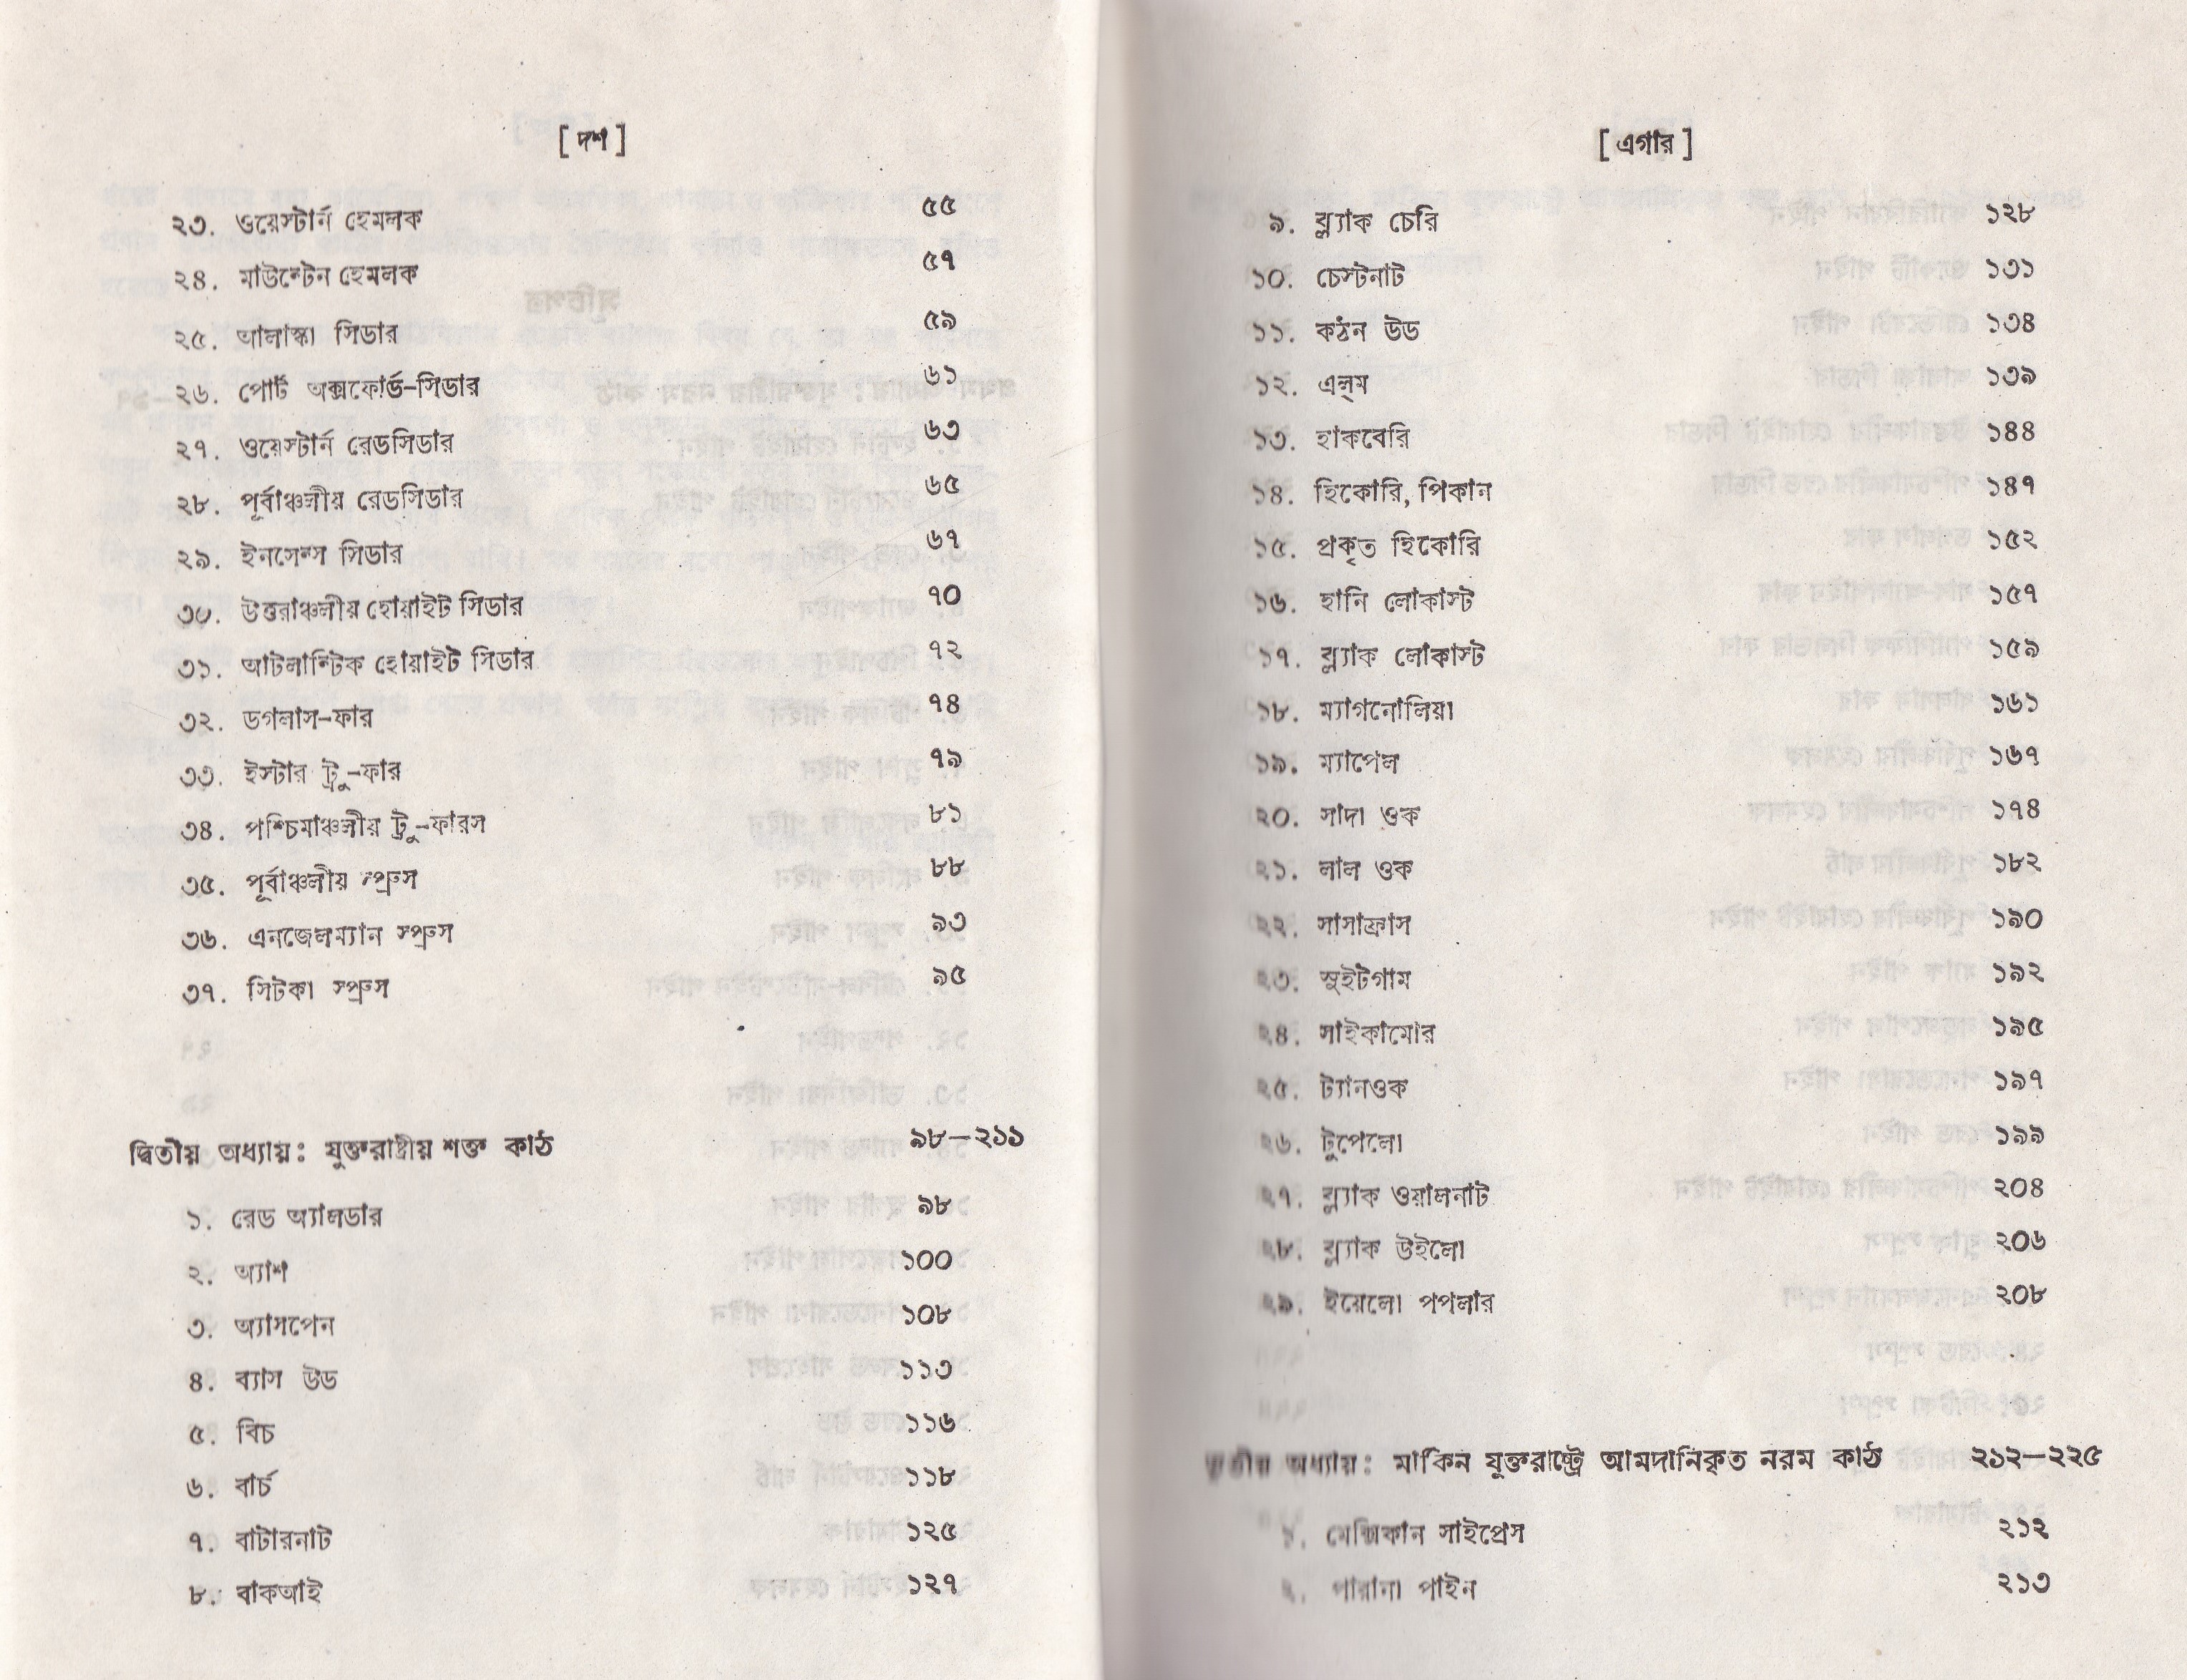 [ দশ ]
২৩. ওয়েস্টার্ন হেমলক ৫৫
২৪. মাউন্টেন হেমলক ৫৭
২৫. আলাস্কা সিডার ৫৯
২৬. পোর্ট অক্সফোর্ড-সিডার ৬১
২৭. ওয়েস্টার্ন রেডসিডার ৬৩
২৮. পূর্বাঞ্চলীয় রেডসিডার ৬৫
২৯. ইনসেন্স সিডার ৬৭
৩০. উত্তরাঞ্চলীয় হোয়াইট সিডার ৭০
৩১. আটলান্টিক হোয়াইট সিডার ৭২
৩২. ডগলাস-ফার ৭৪
৩৩. ইস্টার ট্রু-ফার ৭৯
৩৪. পশ্চিমাঞ্চলীয় ট্রু-ফারস ৮১
৩৫. পূর্বাঞ্চলীয় স্প্রুস ৮৮
৩৬. এনজেলম্যান স্প্রুস ৯৩
৩৭. সিটকা স্প্রুস ৯৫
দ্বিতীয় অধ্যায়: যুক্তরাষ্ট্রীয় শক্ত কাঠ ৯৮—২১১
১. রেড অ্যালডার ৯৮
২. অ্যাশ ১০০
৩. অ্যাসপেন ১০৮
৪. ব্যাস উড ১১৩
৫. বিচ ১১৬
৬. বার্চ ১১৮
৭. বাটারনাট ১২৫
৮. বাকআই ১২৭
[ এগার ]
৯. ব্ল্যাক চেরি ১২৮
১০. চেস্টনাট ১৩১
১১. কঠন উড ১৩৪
১২. এল্ম ১৩৯
১৩. হাকবেরি ১৪৪
১৪. হিকোরি, পিকান ১৪৭
১৫. প্রকৃত হিকোরি ১৫২
১৬. হানি লোকাস্ট ১৫৭
১৭. ব্ল্যাক লোকাস্ট ১৫৯
১৮. ম্যাগনোলিয়া ১৬১
১৯. ম্যাপেল ১৬৭
২০. সাদা ওক ১৭৪
২১. লাল ওক ১৮২
২২. সাসাফ্রাস ১৯০
২৩. সুইটগাম ১৯২
২৪. সাইকামোর ১৯৫
২৫. ট্যানওক ১৯৭
২৬. টুপেলো ১৯৯
২৭. ব্ল্যাক ওয়ালনাট ২০৪
২৮. ব্ল্যাক উইলো ২০৬
২৯. ইয়েলো পপলার ২০৮
তৃতীয় অধ্যায়: মার্কিন যুক্তরাষ্ট্রে আমদানিকৃত নরম কাঠ ২১২—২২৫
১. মেক্সিকান সাইপ্রেস ২১২
২. পারানা পাইন ২১৩